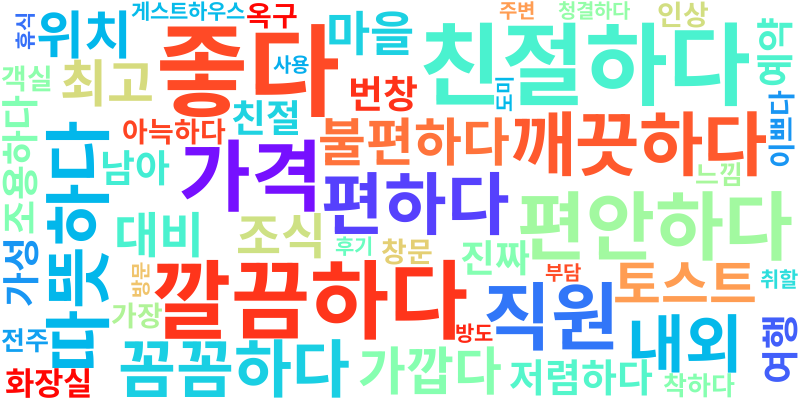 게스트하우스
옥구
주변
청결하다
인상
휴식
위치
마을
친절하다
예약
좋다
사용
객실
최고
번창
도미
이쁘다
아늑하다
친절
불편하다
깨끗하다
조용하다
남아
가격
느낌
따뜻하다
편하다
편안하다
대비
조식
후기
창문
진짜
가성
방문
깔끔하다
부담
토스트
취할
가장
직원
전주
방도
내외
여행
화장실
꼼꼼하다
가깝다
저렴하다
착하다